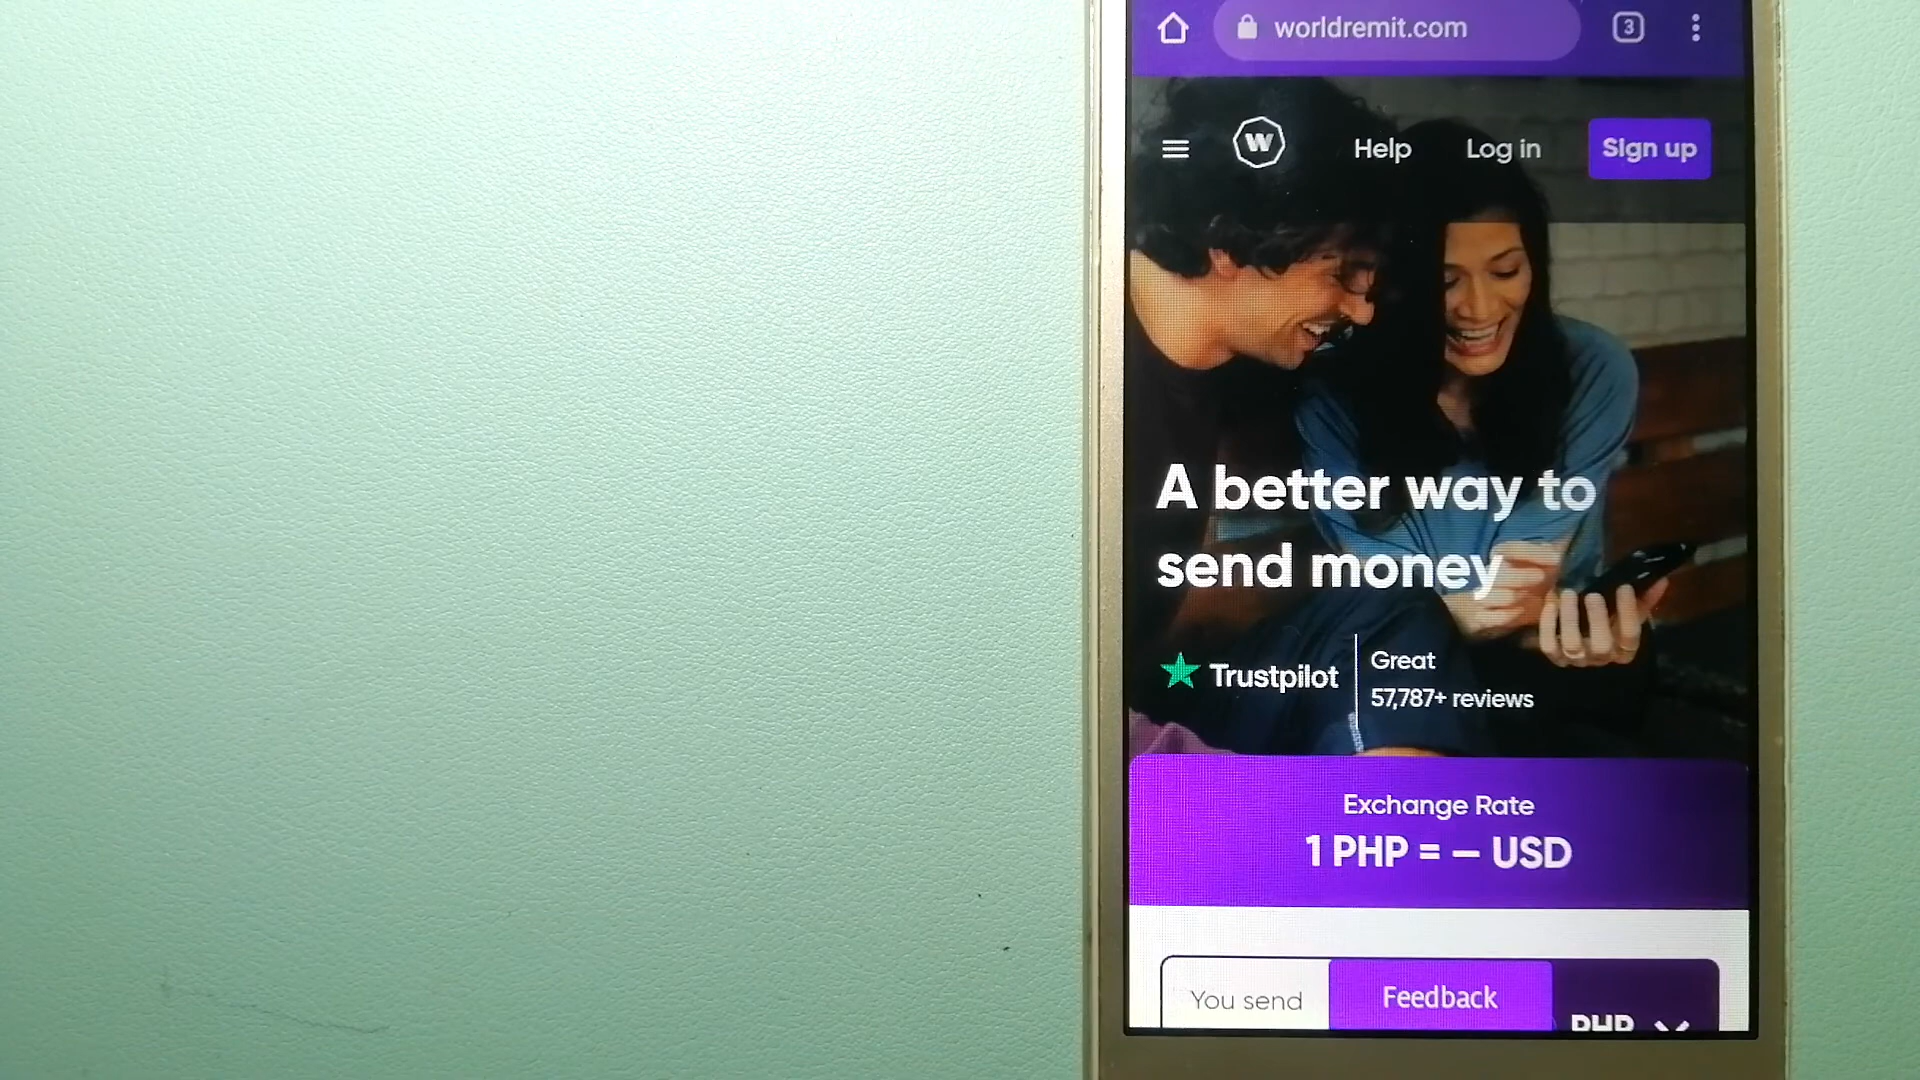 worldremit.com
3
W
Help
Log in
Sign up
A better way to
send money
Trustpilot
Great
57,787+ reviews
Exchange Rate
1 PHP = – USD
You send
Feedback
PHP